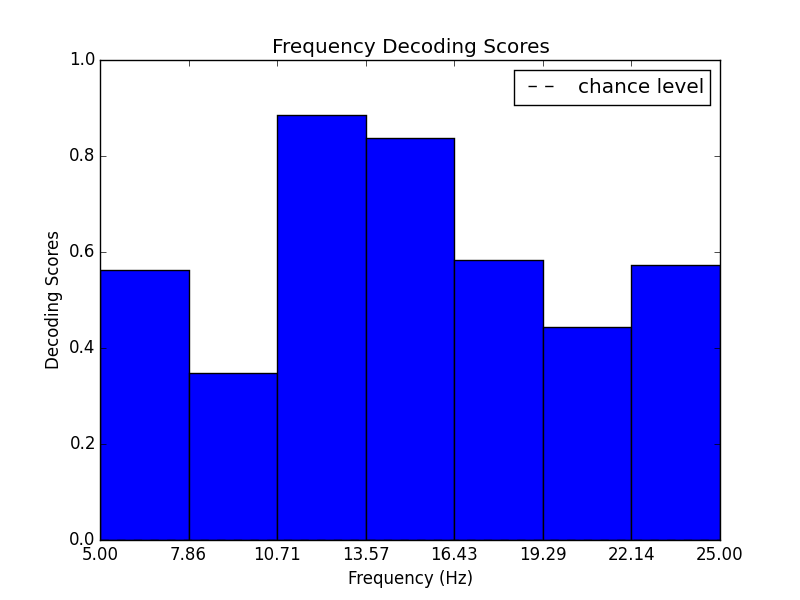 Frequency Decoding Scores
1.0
chance level
0.8
0.6
Decoding Scores
0.4
0.2
0.0
5.00 7.86 10.71 13.57 16.43 19.29 22.14 25.00
Frequency (Hz)